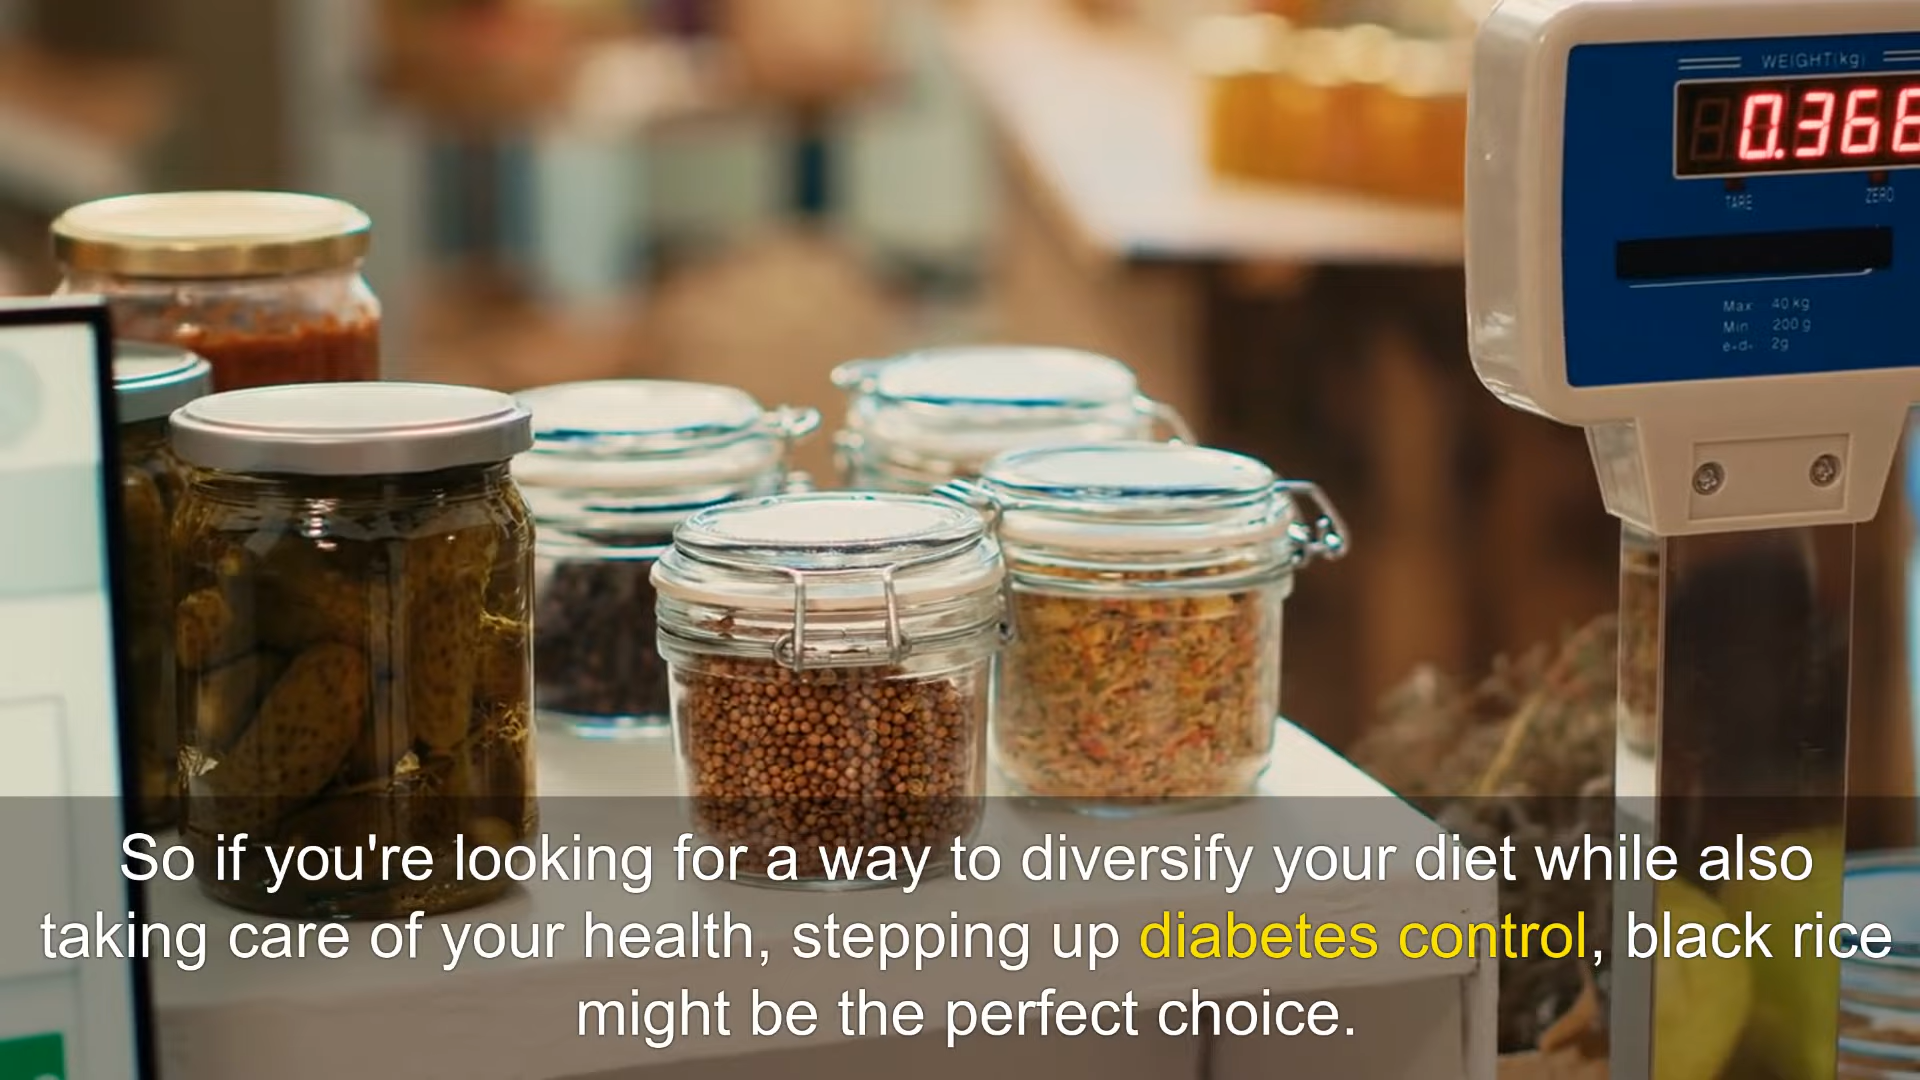 WEIGHT(kg)
0.36
TARE ZERO
Max 40 kg
Min 200 g
e=d= 2g
So if you're looking for a way to diversify your diet while also
taking care of your health, stepping up diabetes control, black rice
might be the perfect choice.